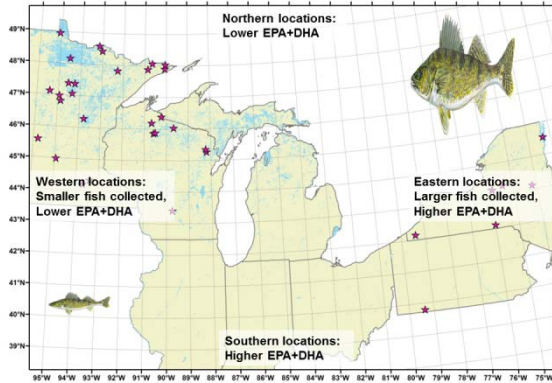 Northern locations:
Lower EPA+DHA
49°N
48°N
47°N
46°N
45°N
44°N
43°N
42°N
41°N
40°N
39°N
Western locations:
Smaller fish collected,
Lower EPA+DHA
Eastern locations:
Larger fish collected,
Higher EPA+DHA
Southern locations:
Higher EPA+DHA
95°W 94°W 93°W 92°W 91°W 90°W 89°W 88°W 87°W 86°W 85°W 84°W 83°W 82°W 81°W 80°W 79°W 78°W 77°W 76°W 75°W